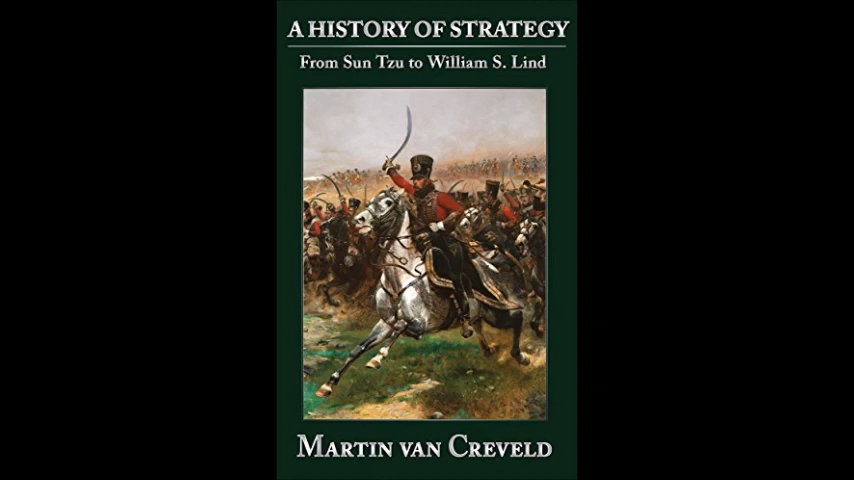 A HISTORY OF STRATEGY
From Sun Tzu to William S. Lind
MARTIN VAN CREVELD